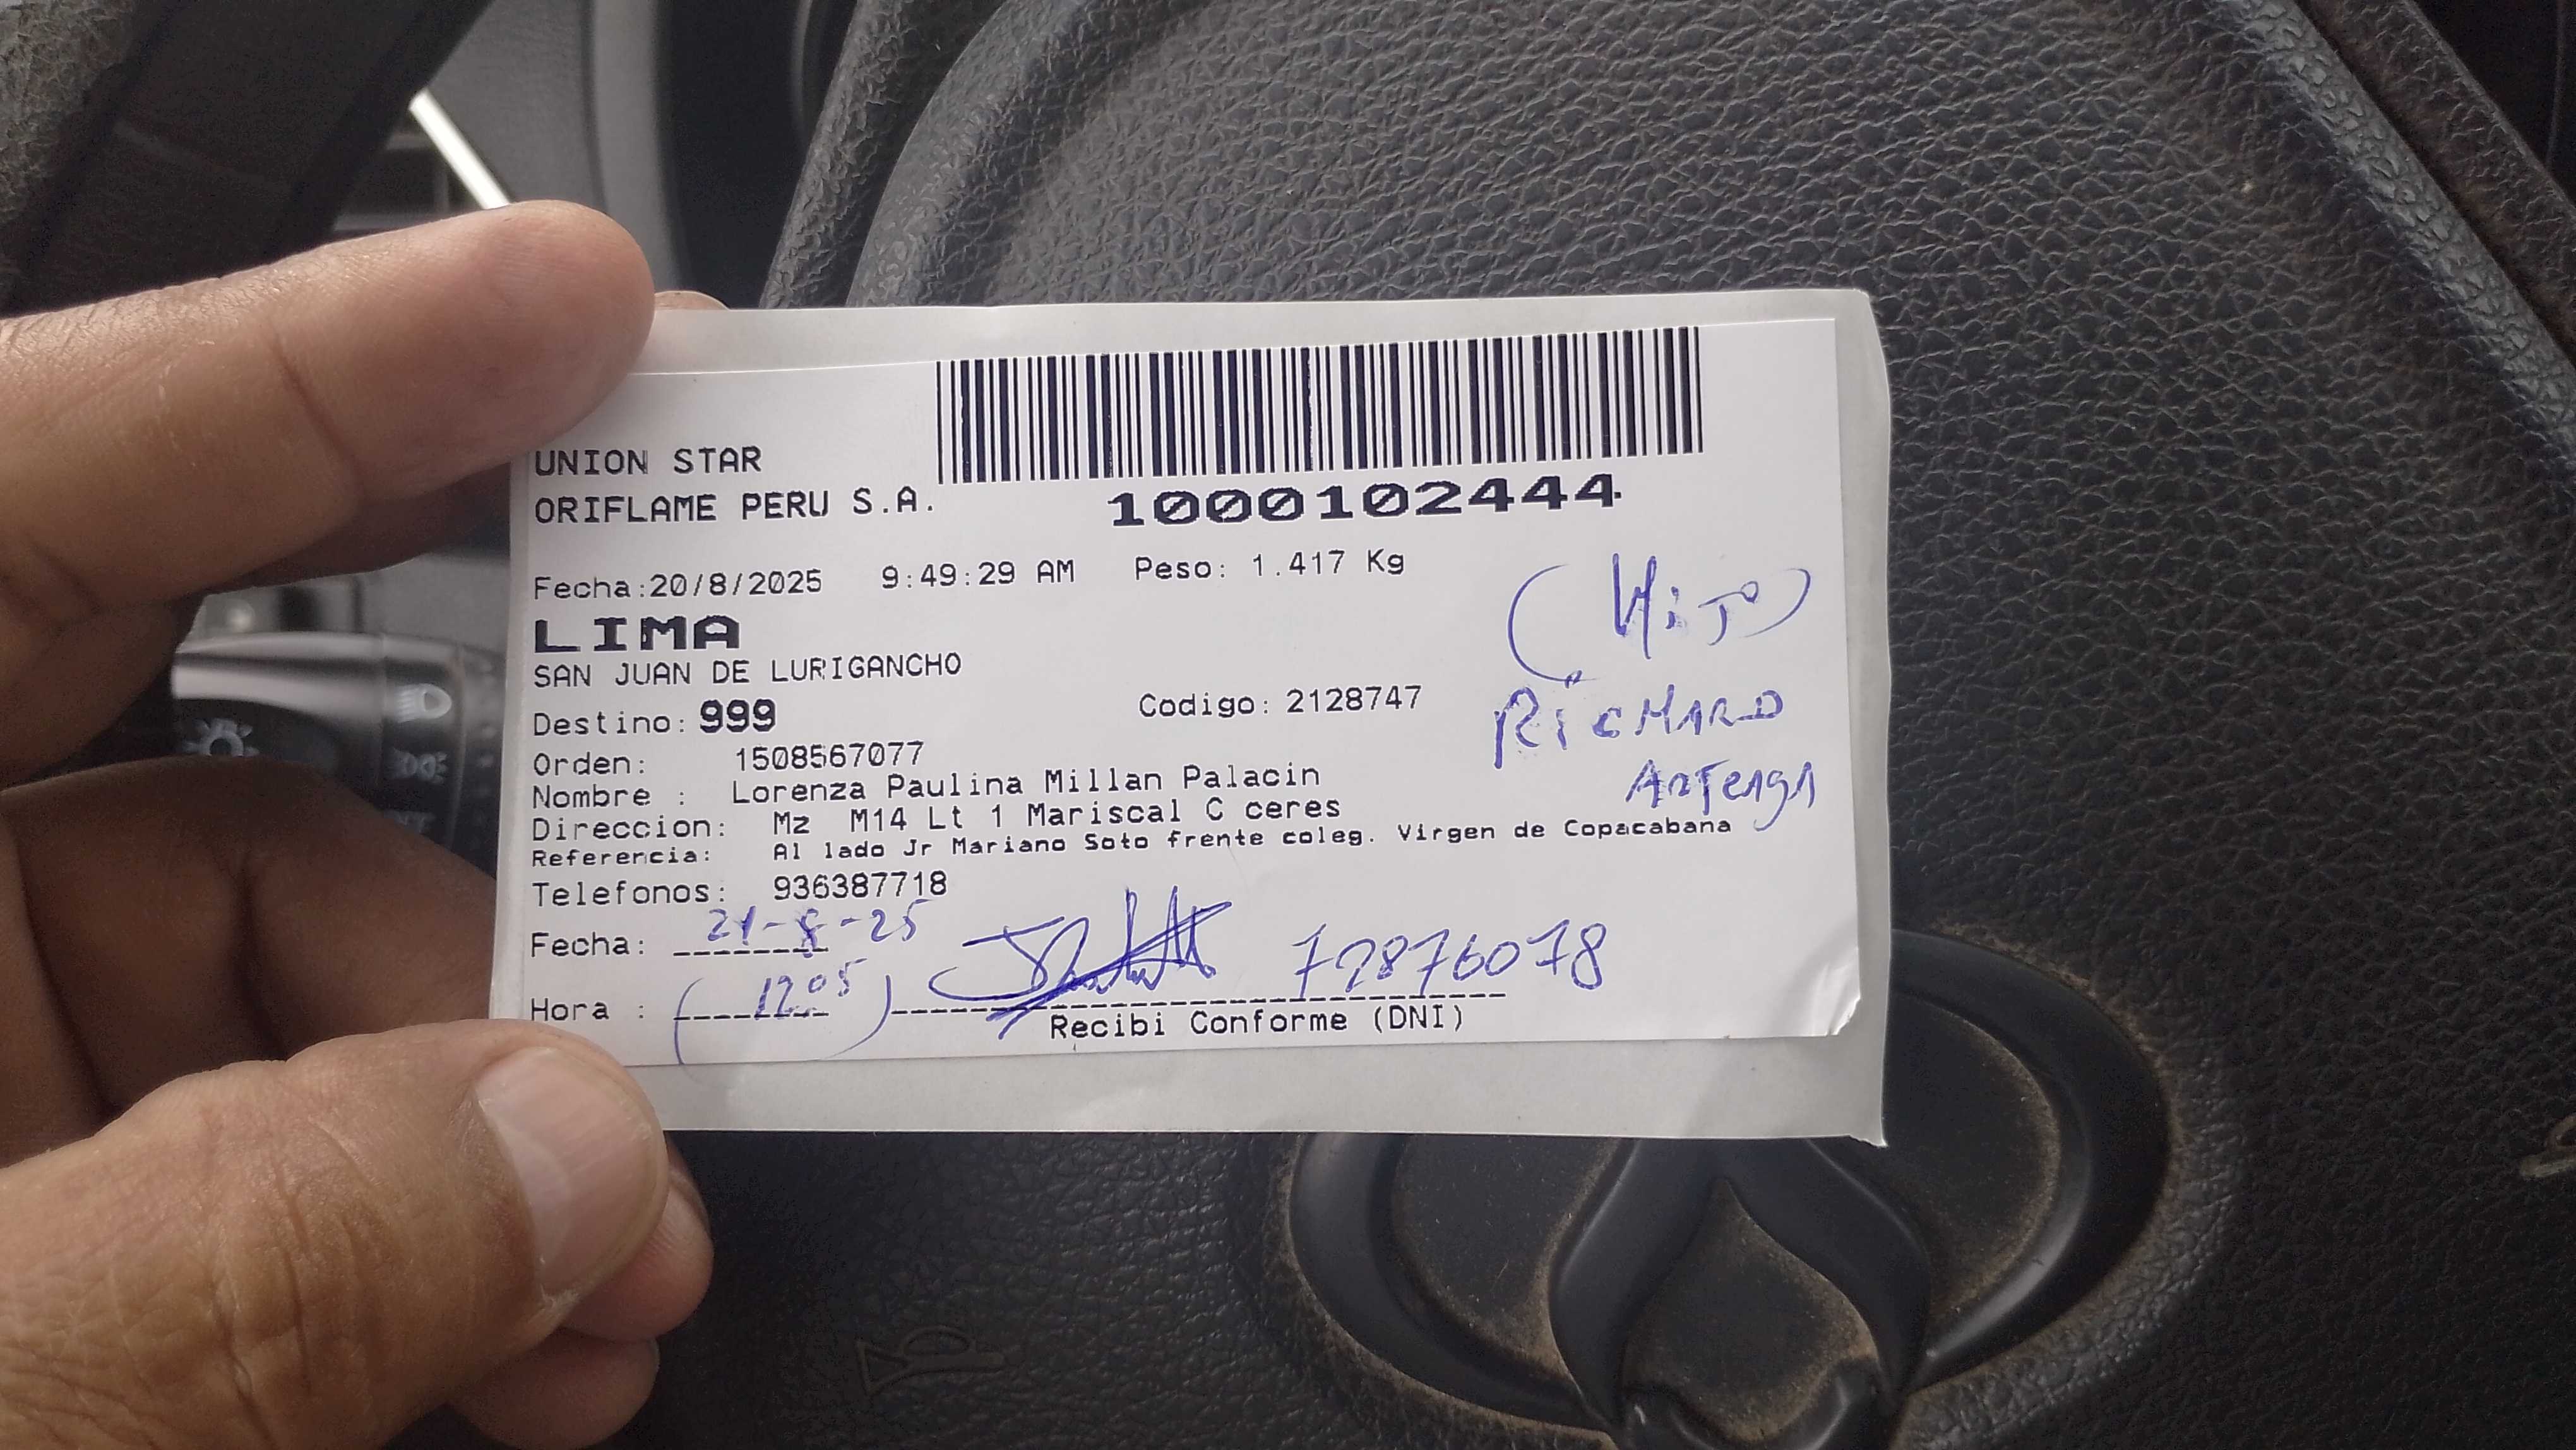 UNION STAR
ORIFLAME PERU S.A.
1000102444
Fecha:20/8/2025 9:49:29 AM Peso: 1.417 Kg
LIMA
SAN JUAN DE LURIGANCHO
(HiJo)
Destino: 999 Codigo: 2128747
RicHARD
Orden: 1508567077
Nombre : Lorenza Paulina Millan Palacin
Direccion: Mz M14 Lt 1 Mariscal C ceres
Referencia: Al lado Jr Mariano Soto frente coleg. Virgen de Copacabana
Telefonos: 936387718
Fecha: 21-8-25
72876078
Hora : (1205)
Recibi Conforme (DNI)